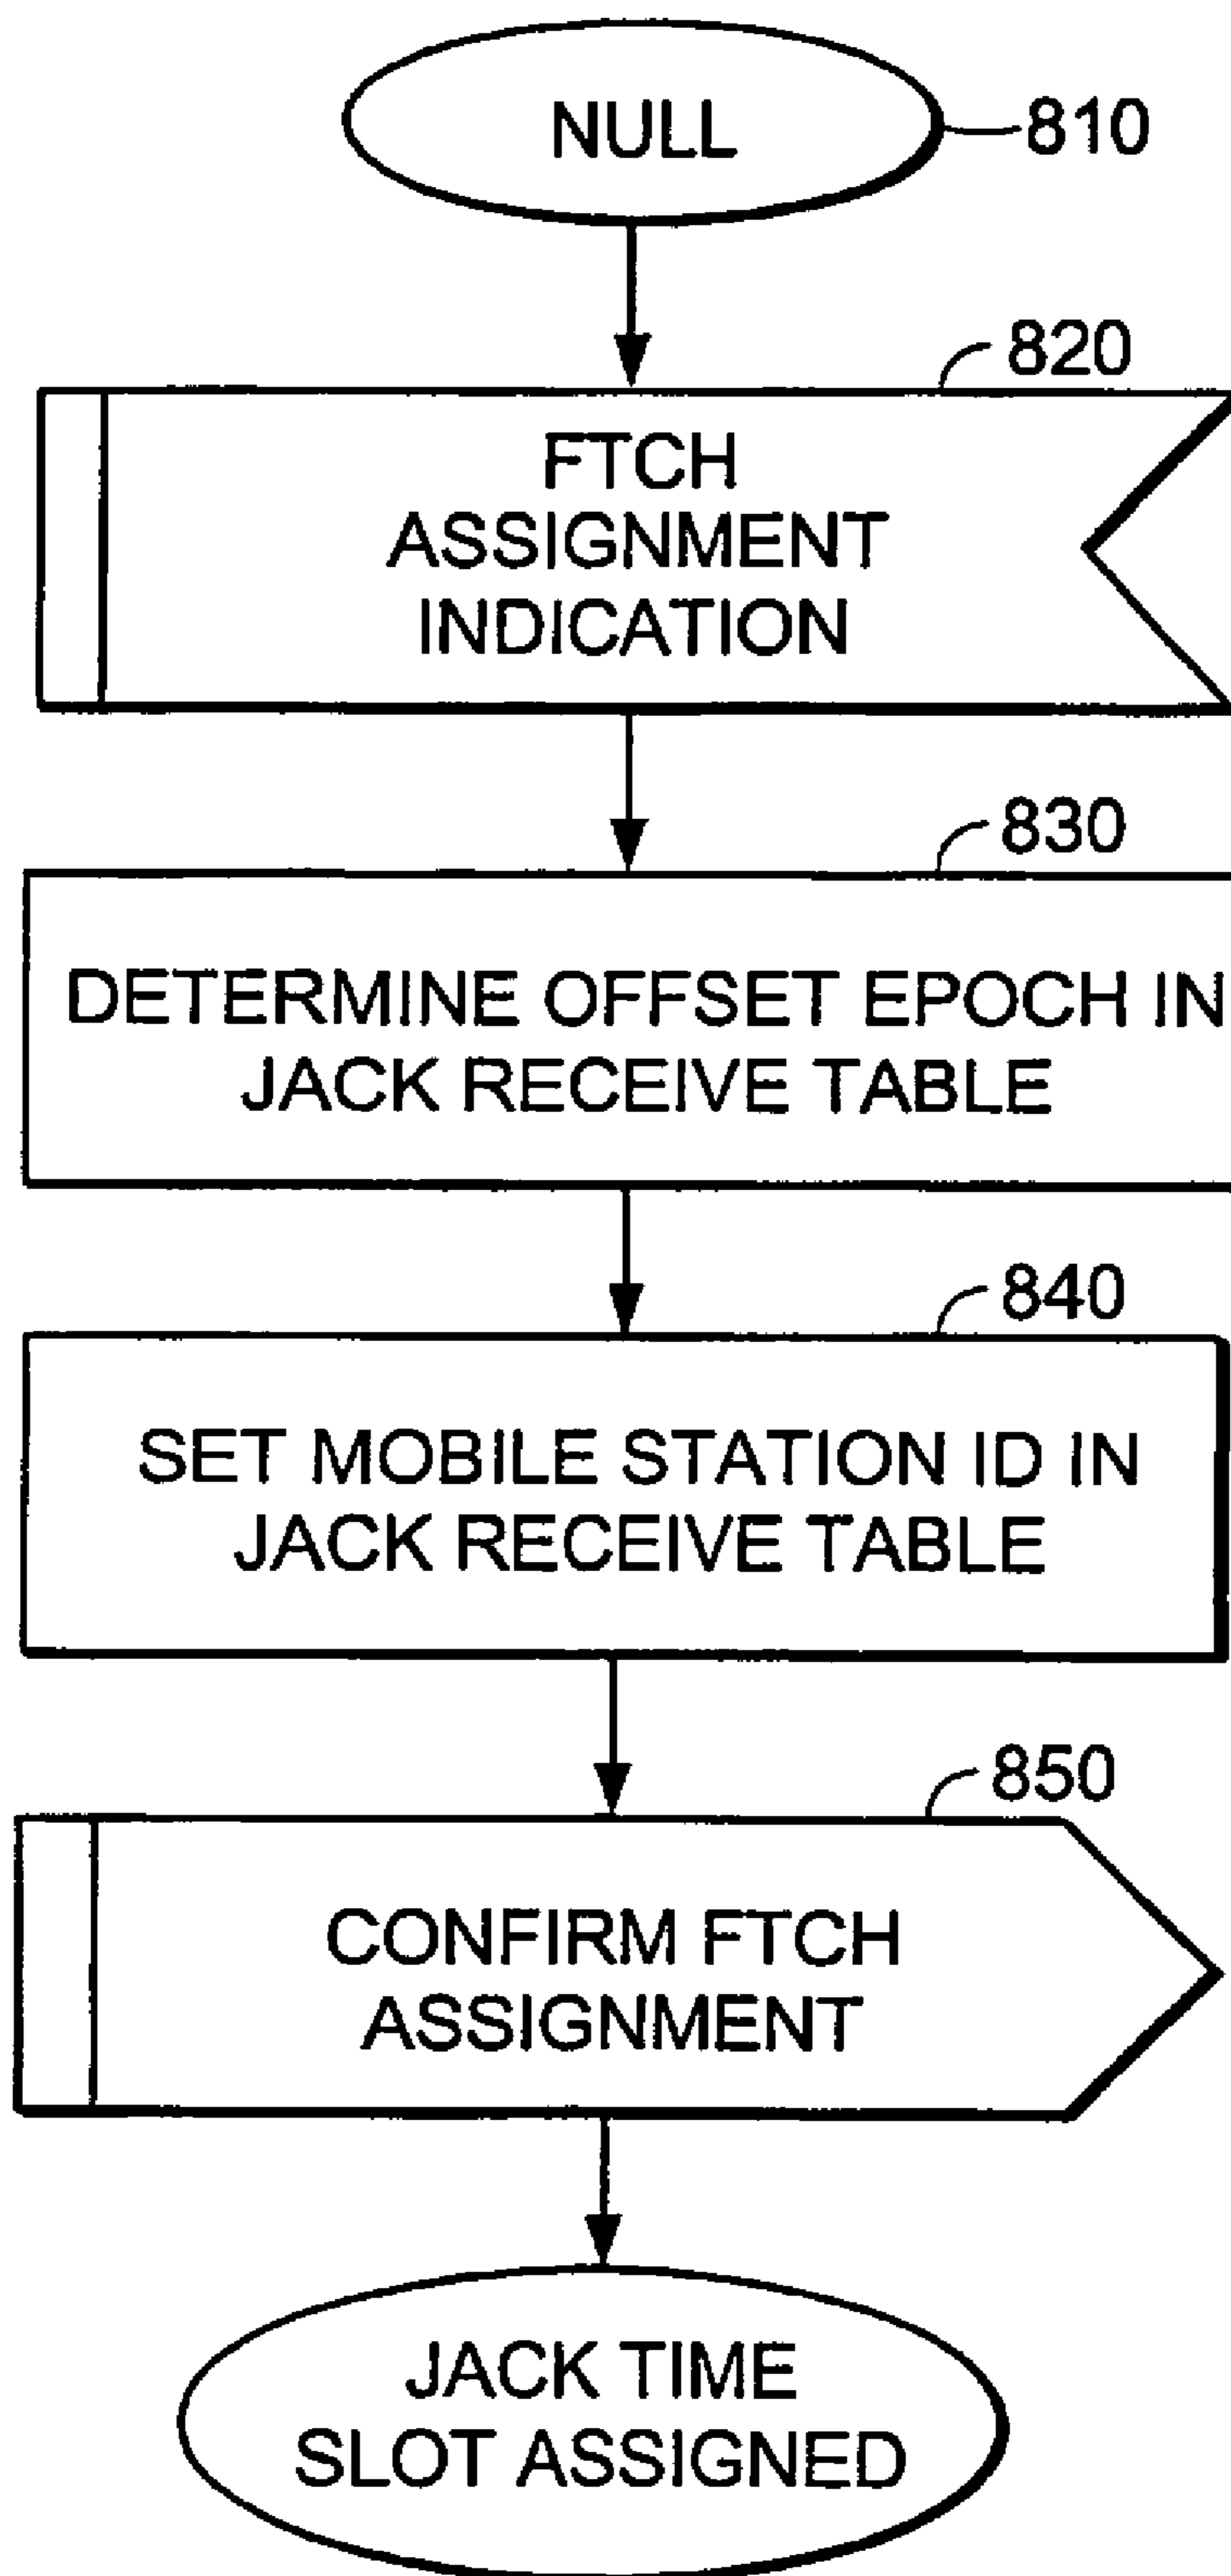 NULL
810
820
FTCH
ASSIGNMENT
INDICATION
830
DETERMINE OFFSET EPOCH IN
JACK RECEIVE TABLE
840
SET MOBILE STATION ID IN
JACK RECEIVE TABLE
850
CONFIRM FTCH
ASSIGNMENT
JACK TIME
SLOT ASSIGNED